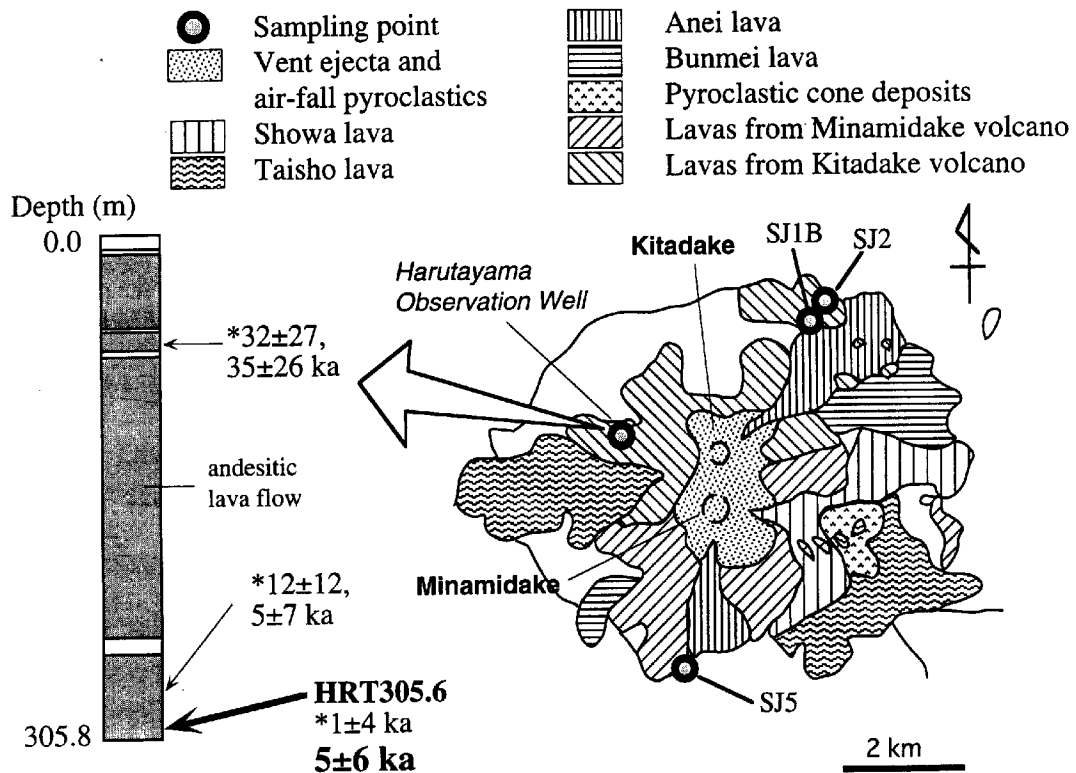 Sampling point
Vent ejecta and
air-fall pyroclastics
Showa lava
Taisho lava
Anei lava
Bunmei lava
Pyroclastic cone deposits
Lavas from Minamidake volcano
Lavas from Kitadake volcano
Depth (m)
0.0
*32±27,
35±26 ka
andesitic
lava flow
*12±12,
5±7 ka
HRT305.6
*1±4 ka
5±6 ka
305.8
Harutayama
Observation Well
Kitadake
SJ1B
SJ2
Minamidake
SJ5
2 km